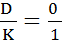 D/K = 0/1